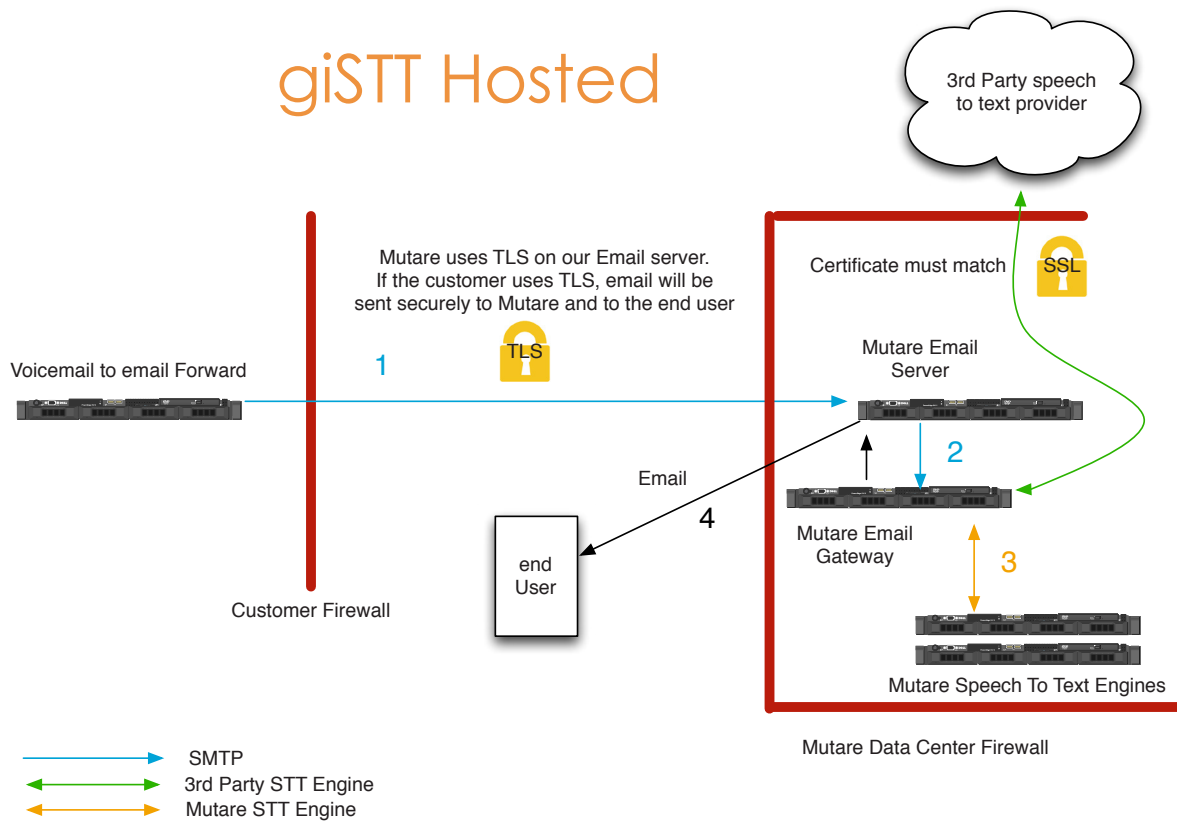 giSTT Hosted
3rd Party speech
to text provider
Mutare uses TLS on our Email server.
If the customer uses TLS, email will be
sent securely to Mutare and to the end user
TLS
Certificate must match
SSL
1
Voicemail to email Forward
Mutare Email
Server
2
Email
4
Mutare Email
Gateway
3
end
User
Customer Firewall
Mutare Speech To Text Engines
Mutare Data Center Firewall
SMTP
3rd Party STT Engine
Mutare STT Engine